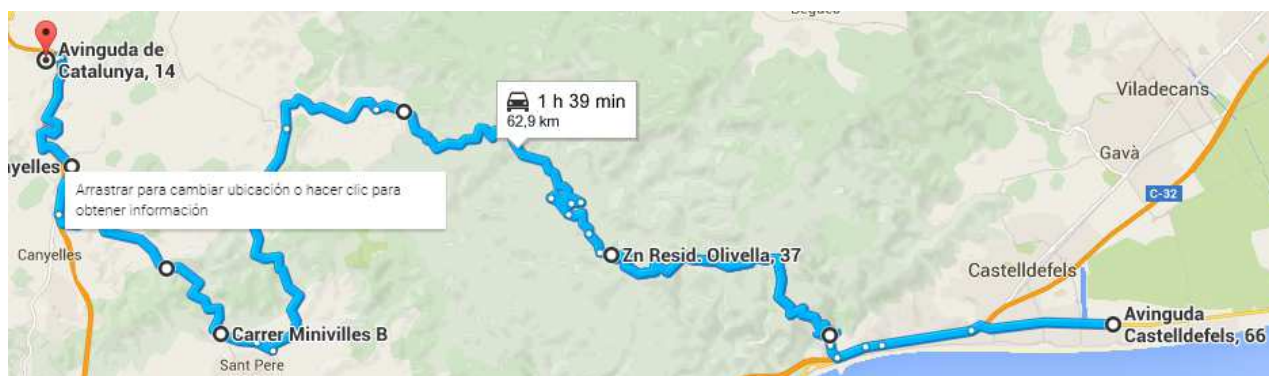 Avinguda de
Catalunya, 14
1 h 39 min
62,9 km
Viladecans
Gavà
C-32
Arrastrar para cambiar ubicación o hacer clic para
obtener información
Canyelles
Zn Resid. Olivella, 37
Castelldefels
Carrer Minivilles B
Avinguda
Castelldefels, 66
Sant Pere